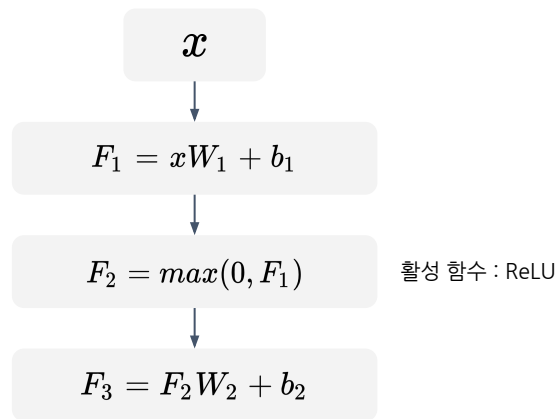 x
F₁ = xW₁ + b₁
F₂ = max(0, F₁)
활성 함수 : ReLU
F₃ = F₂W₂ + b₂